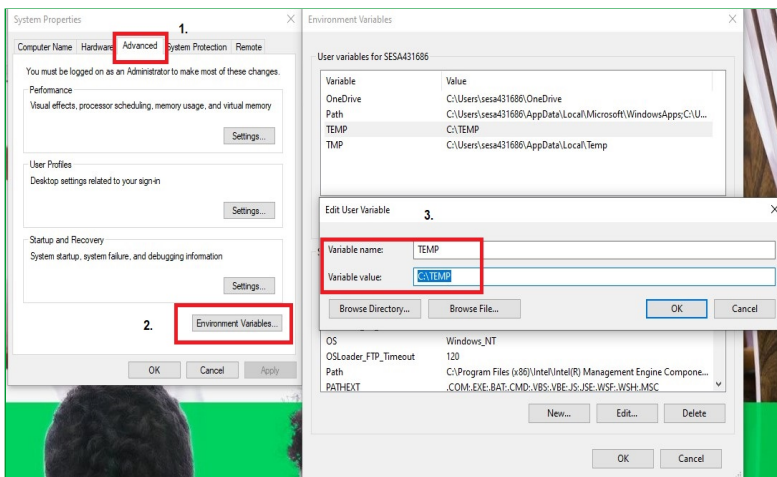 System Properties
1.
Computer Name Hardware Advanced System Protection Remote
You must be logged on as an Administrator to make most of these changes.
Performance
Visual effects, processor scheduling, memory usage, and virtual memory
Settings...
User Profiles
Desktop settings related to your sign-in
Settings...
Startup and Recovery
System startup, system failure, and debugging information
Settings...
2.
Environment Variables...
OK Cancel Apply
Environment Variables
User variables for SESA431686
Variable Value
OneDrive C:\Users\sesa431686\OneDrive
Path C:\Users\sesa431686\AppData\Local\Microsoft\WindowsApps;C:\U...
TEMP C:\TEMP
TMP C:\Users\sesa431686\AppData\Local\Temp
Edit User Variable
3.
Variable name: TEMP
Variable value: C:\TEMP
Browse Directory... Browse File... OK Cancel
OS Windows_NT
OSLoader_FTP_Timeout 120
Path C:\Program Files (x86)\Intel\Intel(R) Management Engine Compone...
PATHEXT .COM;.EXE;.BAT;.CMD;.VBS;.VBE;.JS;.JSE;.WSF;.WSH;.MSC
New... Edit... Delete
OK Cancel